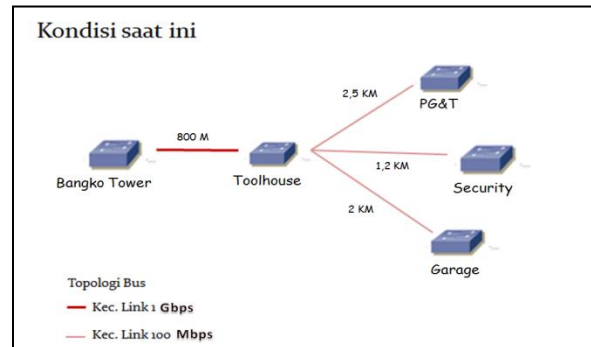 Kondisi saat ini
2,5 KM
PG&T
800 M
1,2 KM
Bangko Tower
Toolhouse
Security
2 KM
Garage
Topologi Bus
Kec. Link 1 Gbps
Kec. Link 100 Mbps